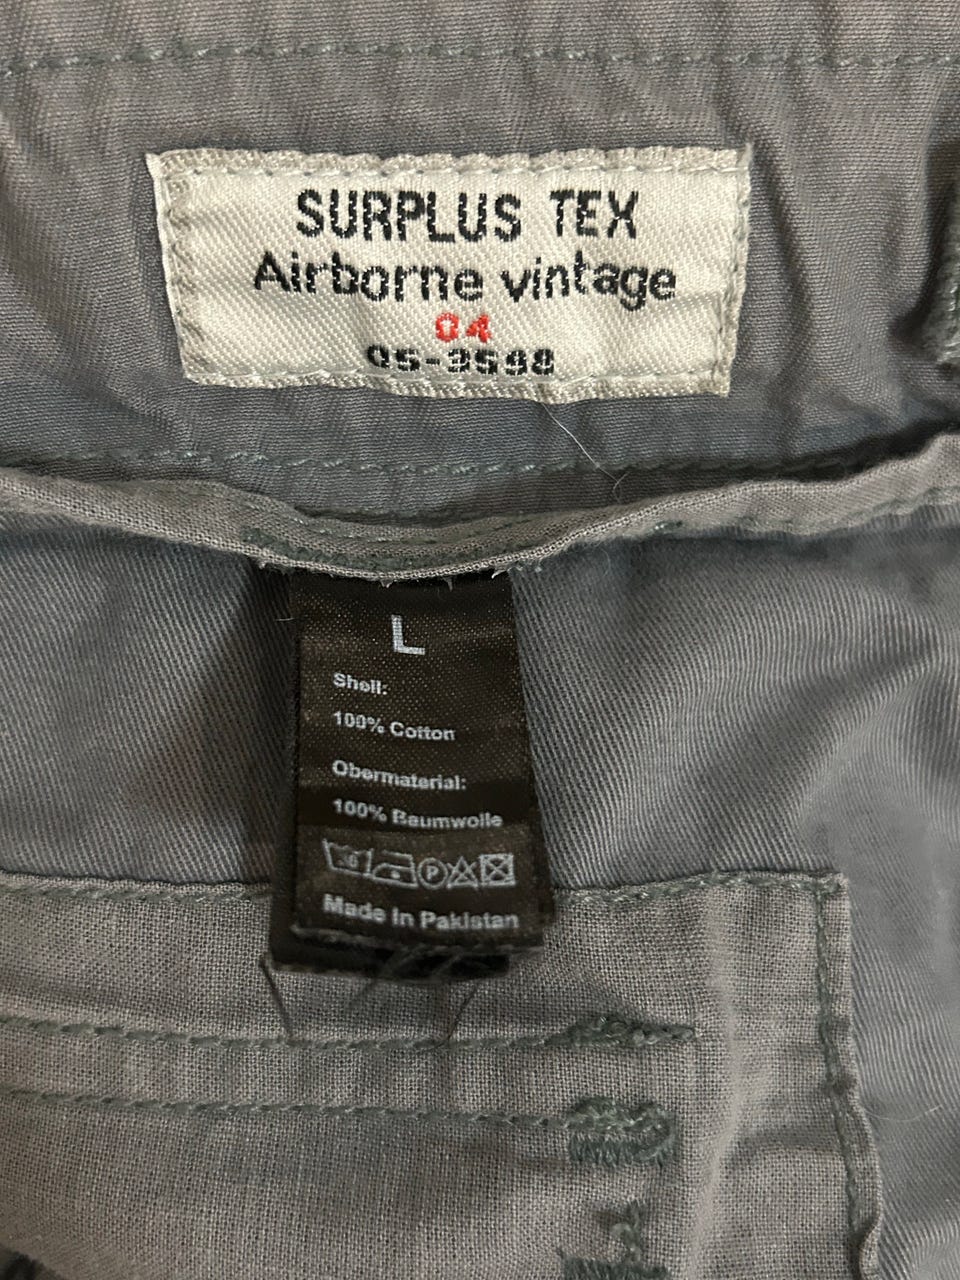 SURPLUS TEX
Airborne vintage
04
05-3598
L
Shell:
100% Cotton
Obermaterial:
100% Baumwolle
P
Made in Pakistan